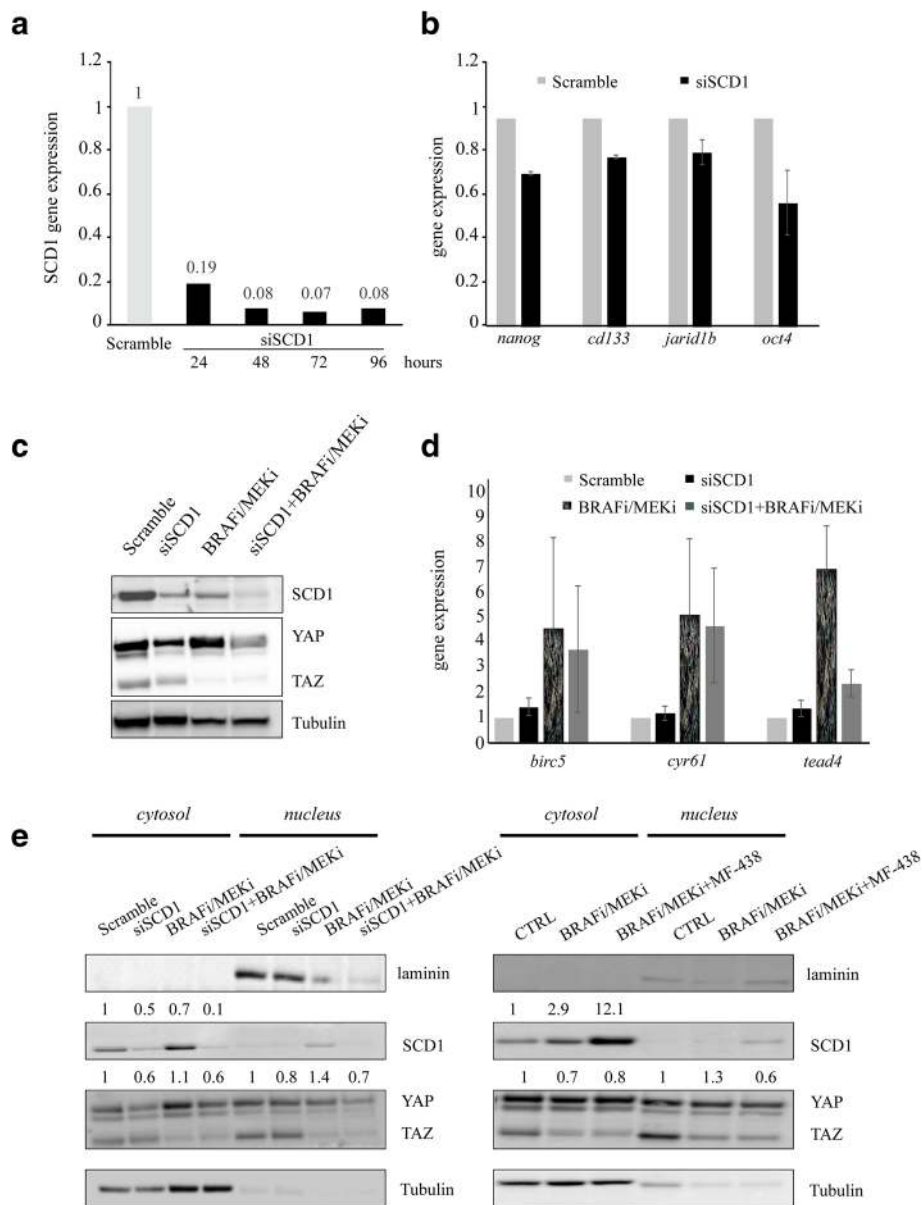 a
1.2
1
0.8
0.6
0.4
0.2
0
SCD1 gene expression
1
0.19
0.08
0.07
0.08
Scramble
siSCD1
24 48 72 96 hours
b
Scramble siSCD1
1.2
1
0.8
0.6
0.4
0.2
0
gene expression
nanog cd133 jarid1b oct4
c
Scramble
siSCD1
BRAFi/MEKi
siSCD1+BRAFi/MEKi
SCD1
YAP
TAZ
Tubulin
d
Scramble siSCD1
BRAFi/MEKi siSCD1+BRAFi/MEKi
10
9
8
7
6
5
4
3
2
1
0
gene expression
birc5 cyr61 tead4
e
cytosol nucleus
Scramble
siSCD1
BRAFi/MEKi
siSCD1+BRAFi/MEKi
Scramble
siSCD1
BRAFi/MEKi
siSCD1+BRAFi/MEKi
laminin
1 0.5 0.7 0.1
SCD1
1 0.6 1.1 0.6 1 0.8 1.4 0.7
YAP
TAZ
Tubulin
cytosol nucleus
CTRL
BRAFi/MEKi
BRAFi/MEKi+MF-438
CTRL
BRAFi/MEKi
BRAFi/MEKi+MF-438
laminin
1 2.9 12.1
SCD1
1 0.7 0.8 1 1.3 0.6
YAP
TAZ
Tubulin